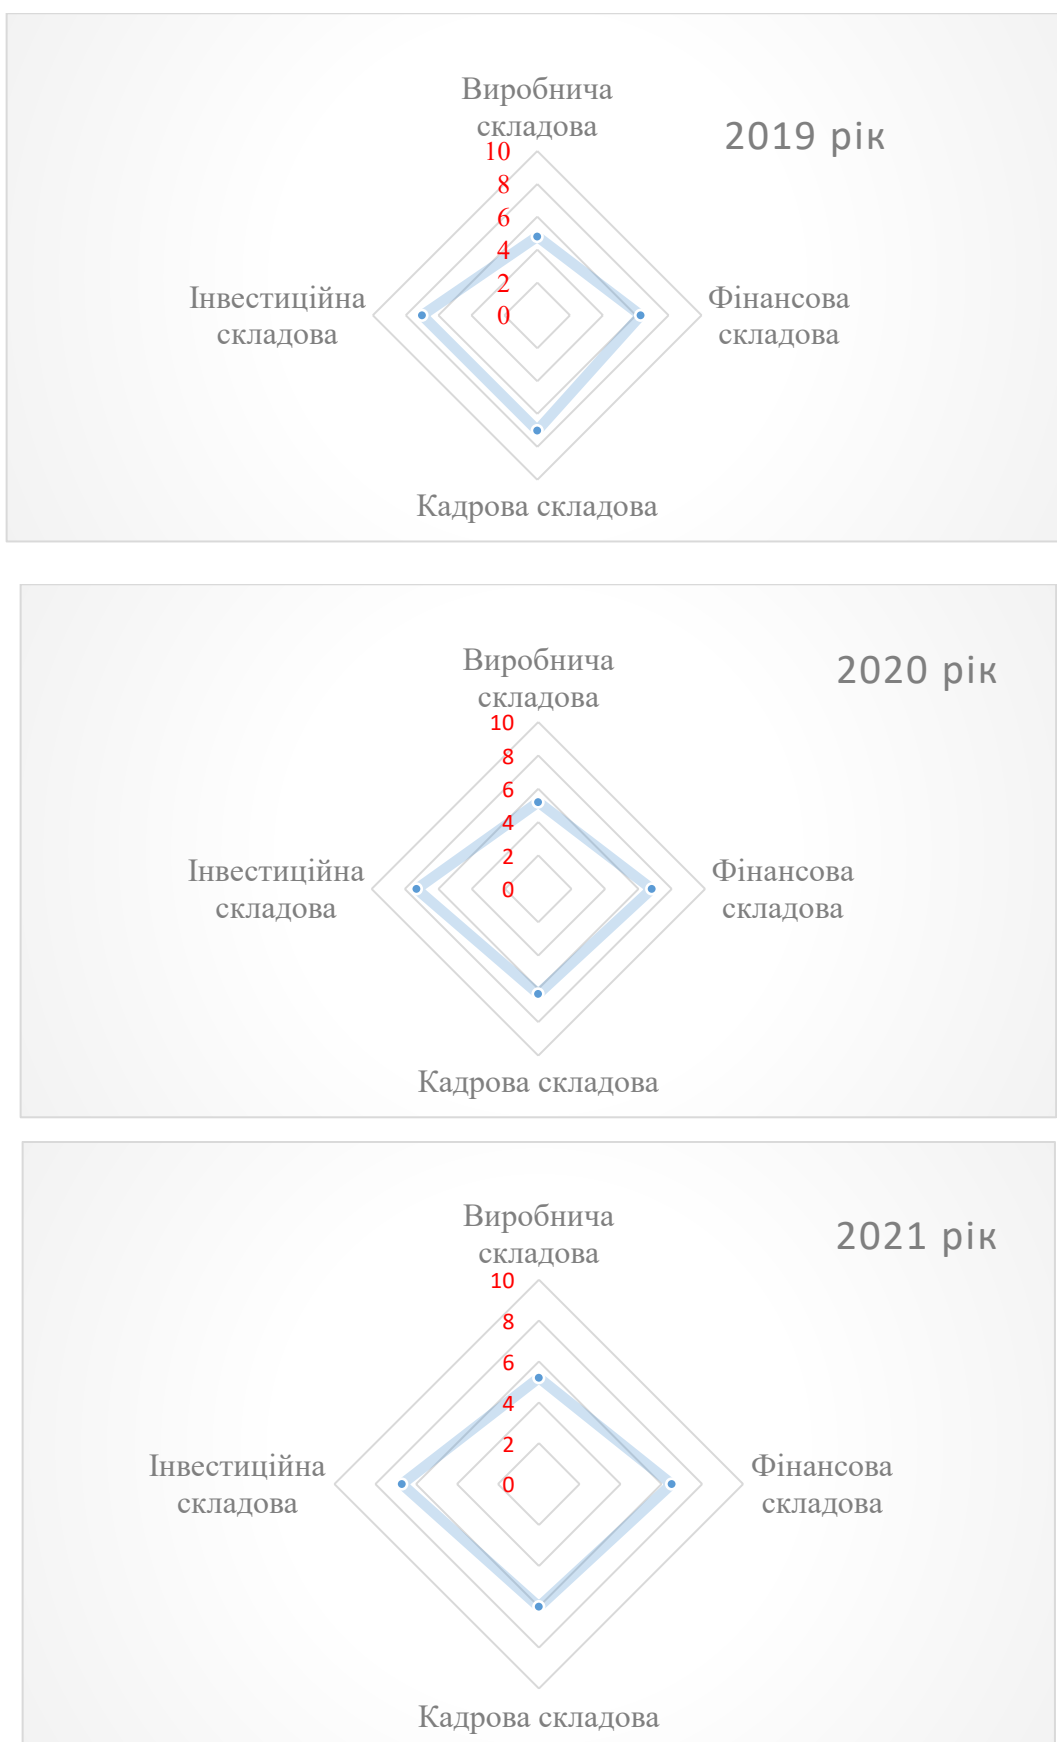 Виробнича
складова
2019 рік
10
8
6
4
2
0
Інвестиційна
складова
Фінансова
складова
Кадрова складова
Виробнича
складова
2020 рік
10
8
6
4
2
0
Інвестиційна
складова
Фінансова
складова
Кадрова складова
Виробнича
складова
2021 рік
10
8
6
4
2
0
Інвестиційна
складова
Фінансова
складова
Кадрова складова